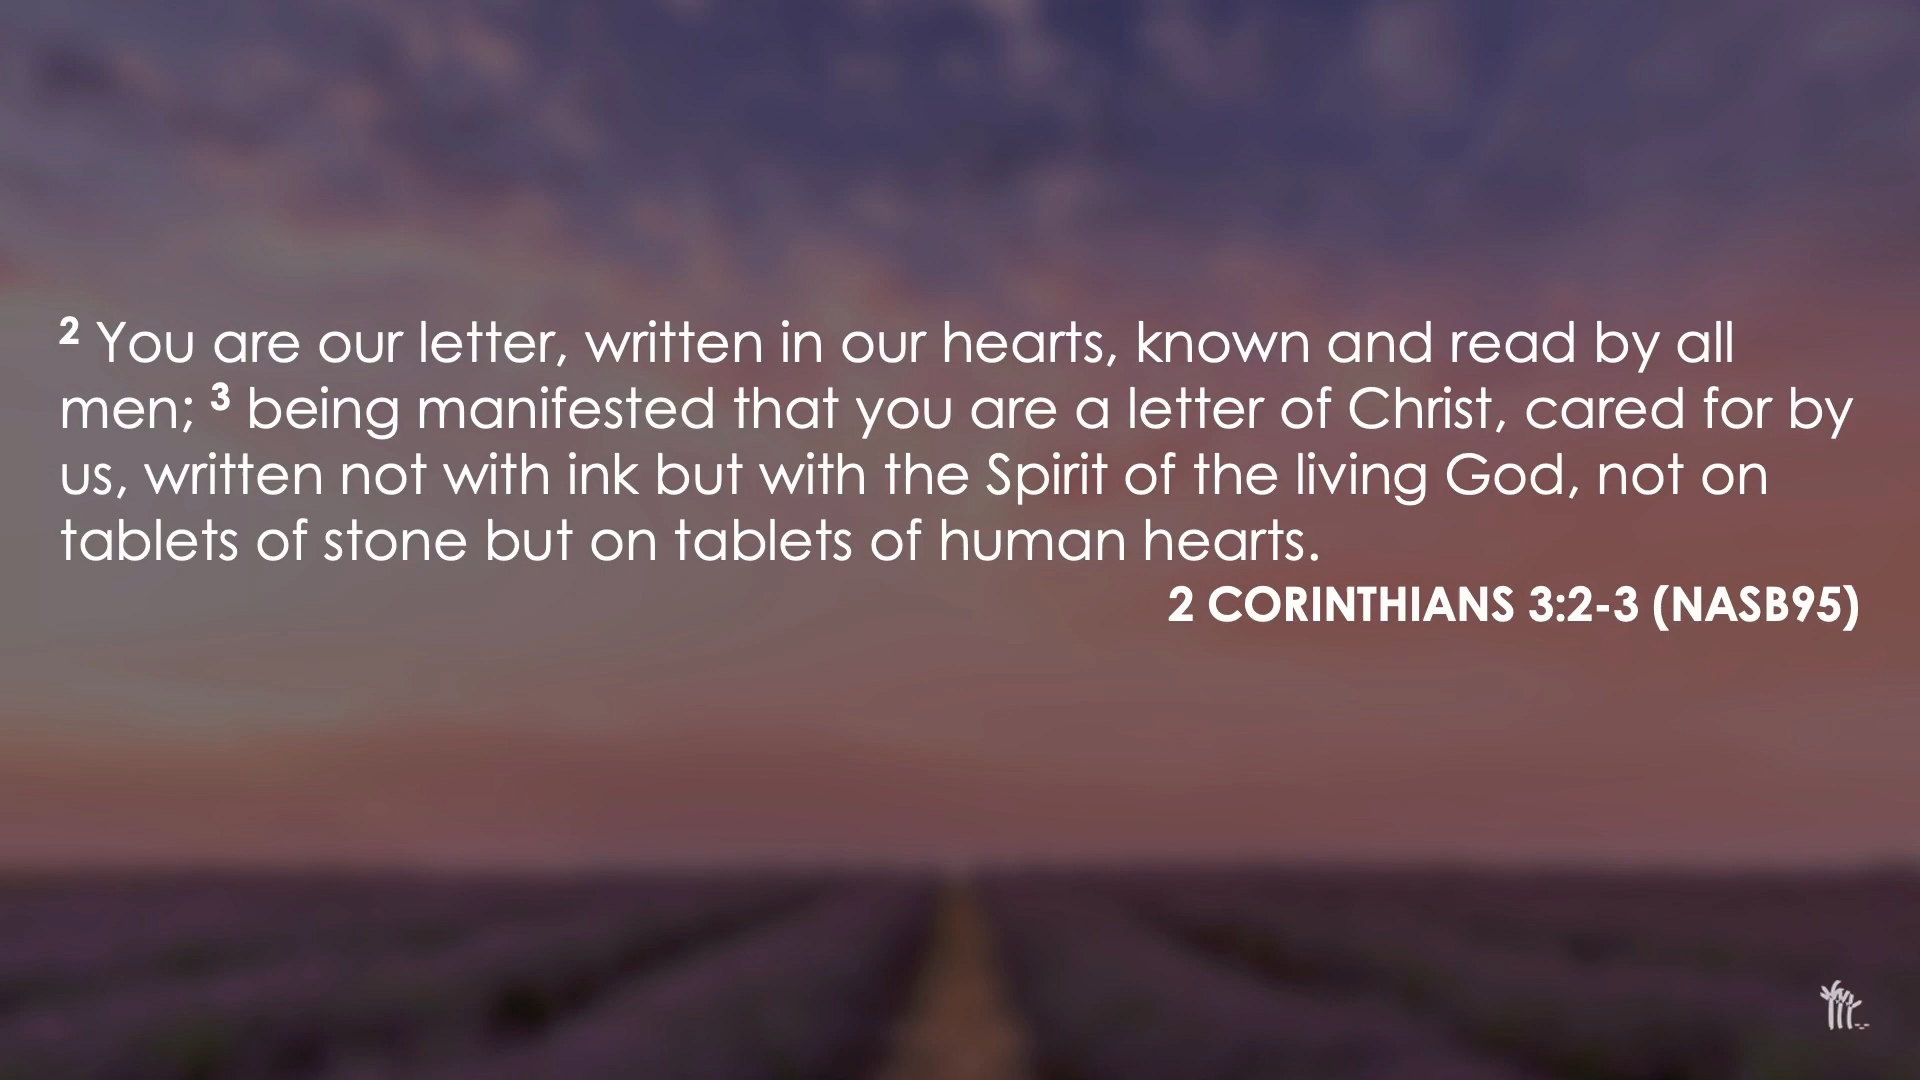 2 You are our letter, written in our hearts, known and read by all
men; 3 being manifested that you are a letter of Christ, cared for by
us, written not with ink but with the Spirit of the living God, not on
tablets of stone but on tablets of human hearts.
2 CORINTHIANS 3:2-3 (NASB95)